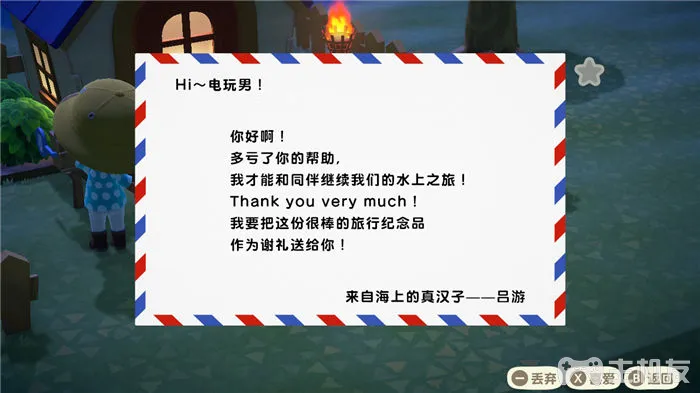 Hi～电玩男！
你好啊！
多亏了你的帮助，
我才能和同伴继续我们的水上之旅！
Thank you very much！
我要把这份很棒的旅行纪念品
作为谢礼送给你！
来自海上的真汉子——吕游
− 丢弃 X 喜爱 B 返回